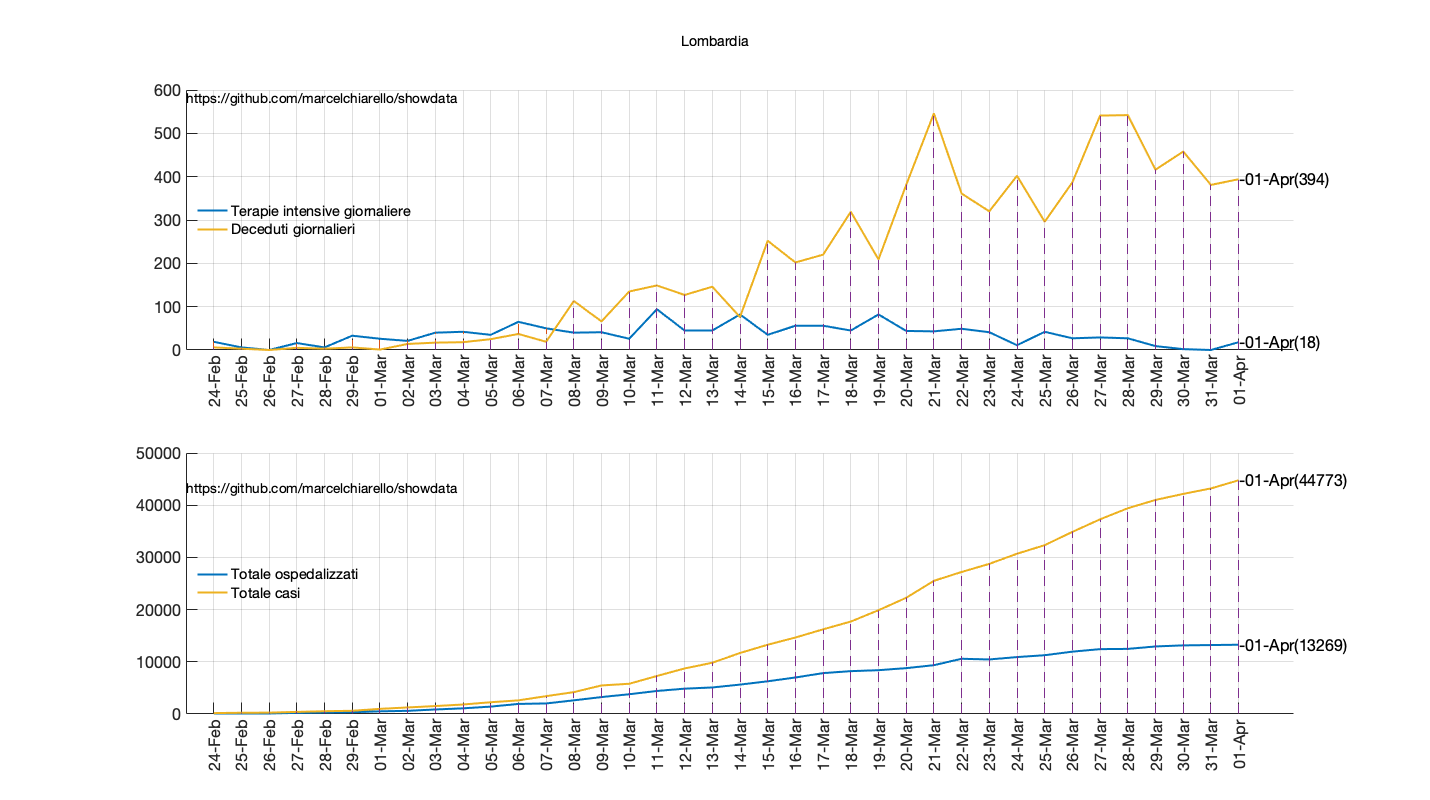 Lombardia
600
https://github.com/marcelchiarello/showdata
500
400
-01-Apr(394)
300
Terapie intensive giornaliere
Deceduti giornalieri
200
100
0
-01-Apr(18)
24-Feb
25-Feb
26-Feb
27-Feb
28-Feb
29-Feb
01-Mar
02-Mar
03-Mar
04-Mar
05-Mar
06-Mar
07-Mar
08-Mar
09-Mar
10-Mar
11-Mar
12-Mar
13-Mar
14-Mar
15-Mar
16-Mar
17-Mar
18-Mar
19-Mar
20-Mar
21-Mar
22-Mar
23-Mar
24-Mar
25-Mar
26-Mar
27-Mar
28-Mar
29-Mar
30-Mar
31-Mar
01-Apr
50000
https://github.com/marcelchiarello/showdata
-01-Apr(44773)
40000
30000
Totale ospedalizzati
Totale casi
20000
10000
-01-Apr(13269)
0
24-Feb
25-Feb
26-Feb
27-Feb
28-Feb
29-Feb
01-Mar
02-Mar
03-Mar
04-Mar
05-Mar
06-Mar
07-Mar
08-Mar
09-Mar
10-Mar
11-Mar
12-Mar
13-Mar
14-Mar
15-Mar
16-Mar
17-Mar
18-Mar
19-Mar
20-Mar
21-Mar
22-Mar
23-Mar
24-Mar
25-Mar
26-Mar
27-Mar
28-Mar
29-Mar
30-Mar
31-Mar
01-Apr